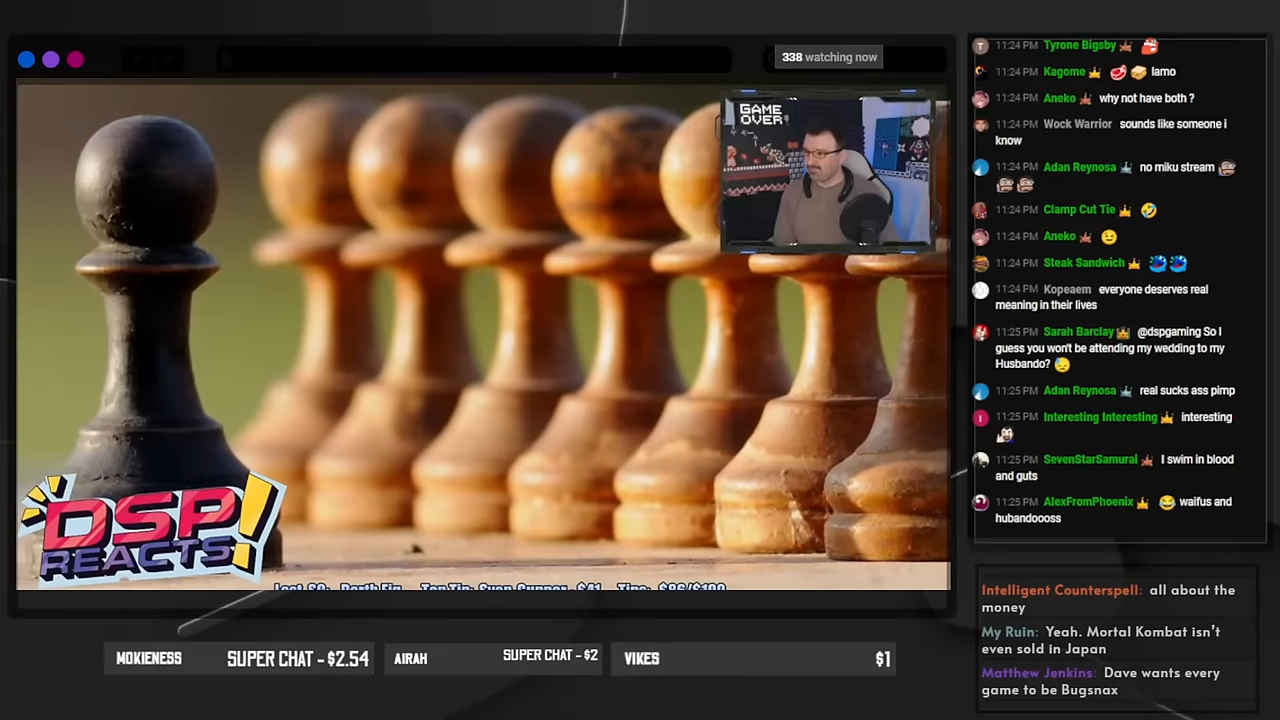 338 watching now
GAME
OVER
DSP!
REACTS
Top Tip:
$41
Tips: $86/$100
MOKIENESS SUPER CHAT - $2.54
AIRAH SUPER CHAT - $2
VIKES $1
T 11:24 PM Tyrone Bigsby
11:24 PM Kagome lamo
11:24 PM Aneko why not have both ?
11:24 PM Wock Warrior sounds like someone i
know
11:24 PM Adan Reynosa no miku stream
11:24 PM Clamp Cut Tie
11:24 PM Aneko
11:24 PM Steak Sandwich
11:24 PM Kopeaem everyone deserves real
meaning in their lives
11:25 PM Sarah Barclay @dspgaming So I
guess you won't be attending my wedding to my
Husbando?
11:25 PM Adan Reynosa real sucks ass pimp
I 11:25 PM Interesting Interesting interesting
11:25 PM SevenStarSamurai I swim in blood
and guts
11:25 PM AlexFromPhoenix waifus and
hubandoooss
Intelligent Counterspell: all about the
money
My Ruin: Yeah. Mortal Kombat isn't
even sold in Japan
Matthew Jenkins: Dave wants every
game to be Bugsnax